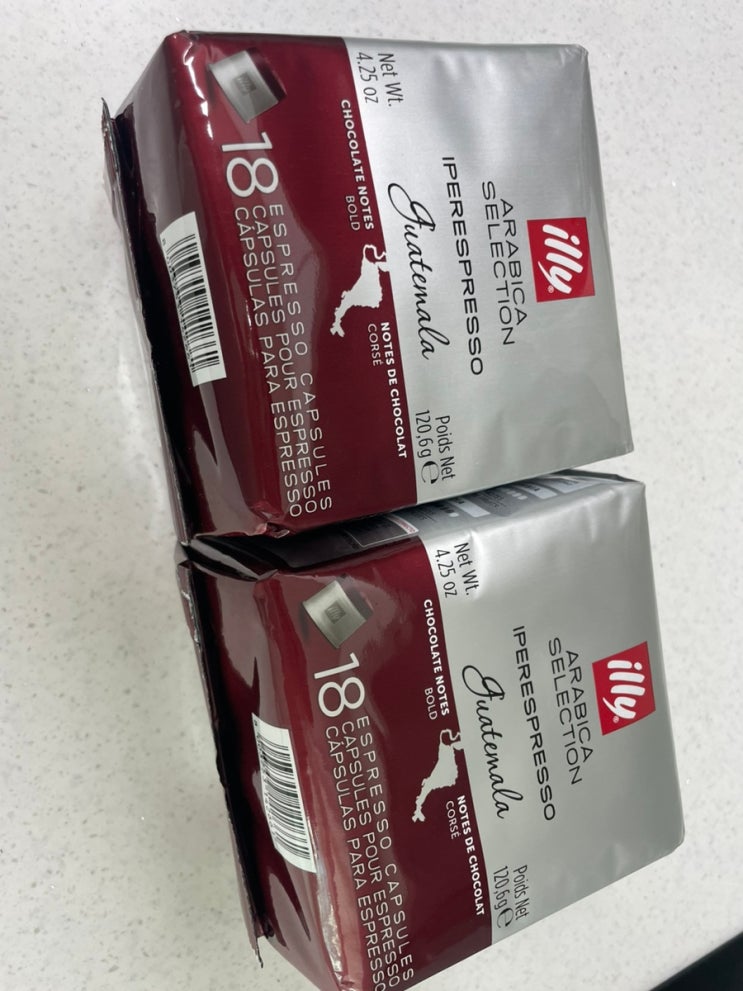 illy
ARABICA
SELECTION
IPERESPRESSO
Guatemala
Net Wt.
4.25 oz
Poids Net
120,6g e
CHOCOLATE NOTES
BOLD
NOTES DE CHOCOLAT
CORSÉ
18
ESPRESSO CAPSULES
CAPSULES POUR ESPRESSO
CÁPSULAS PARA ESPRESSO
illy
ARABICA
SELECTION
IPERESPRESSO
Guatemala
Net Wt.
4.25 oz
Poids Net
120,6g e
CHOCOLATE NOTES
BOLD
NOTES DE CHOCOLAT
CORSÉ
18
ESPRESSO CAPSULES
CAPSULES POUR ESPRESSO
CÁPSULAS PARA ESPRESSO